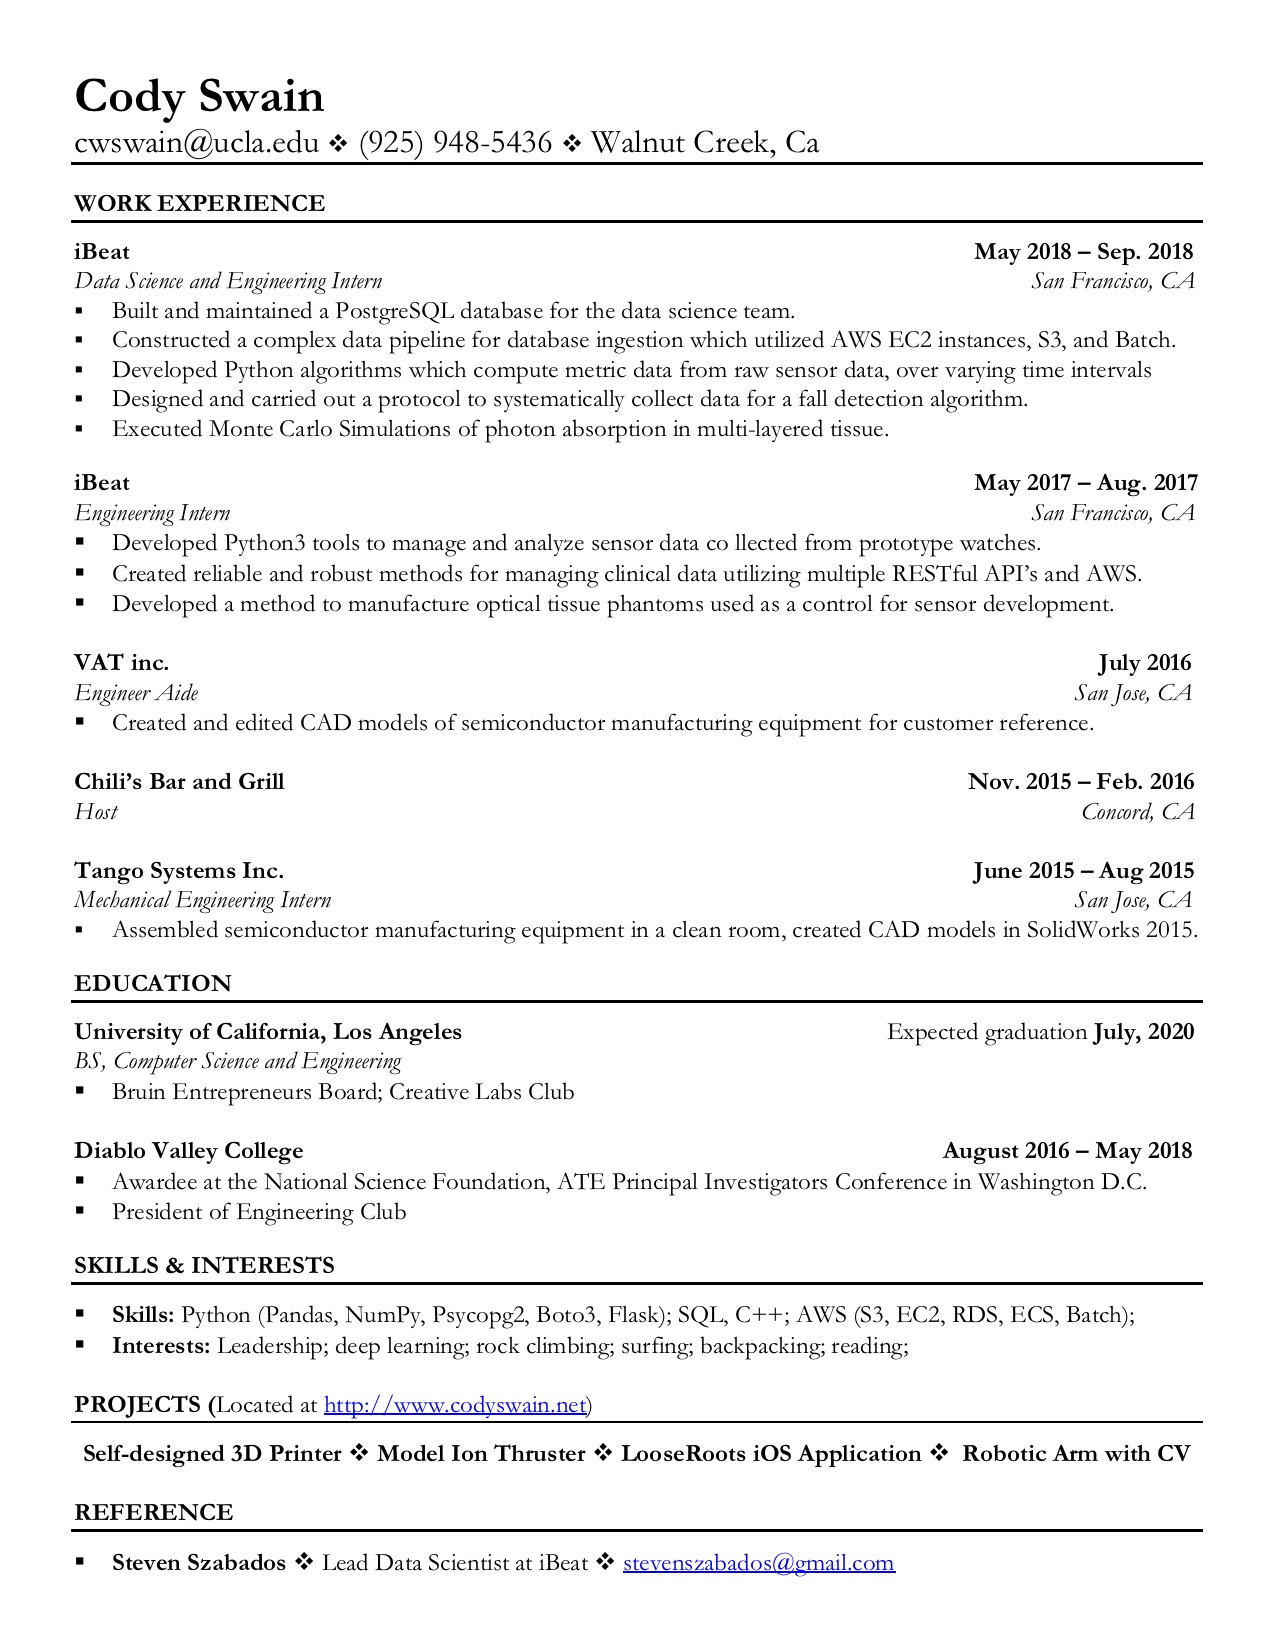 Cody Swain
cwswain@ucla.edu ❖ (925) 948-5436 ❖ Walnut Creek, Ca
WORK EXPERIENCE
iBeat May 2018 – Sep. 2018
Data Science and Engineering Intern San Francisco, CA
▪ Built and maintained a PostgreSQL database for the data science team.
▪ Constructed a complex data pipeline for database ingestion which utilized AWS EC2 instances, S3, and Batch.
▪ Developed Python algorithms which compute metric data from raw sensor data, over varying time intervals
▪ Designed and carried out a protocol to systematically collect data for a fall detection algorithm.
▪ Executed Monte Carlo Simulations of photon absorption in multi-layered tissue.
iBeat May 2017 – Aug. 2017
Engineering Intern San Francisco, CA
▪ Developed Python3 tools to manage and analyze sensor data co llected from prototype watches.
▪ Created reliable and robust methods for managing clinical data utilizing multiple RESTful API’s and AWS.
▪ Developed a method to manufacture optical tissue phantoms used as a control for sensor development.
VAT inc. July 2016
Engineer Aide San Jose, CA
▪ Created and edited CAD models of semiconductor manufacturing equipment for customer reference.
Chili’s Bar and Grill Nov. 2015 – Feb. 2016
Host Concord, CA
Tango Systems Inc. June 2015 – Aug 2015
Mechanical Engineering Intern San Jose, CA
▪ Assembled semiconductor manufacturing equipment in a clean room, created CAD models in SolidWorks 2015.
EDUCATION
University of California, Los Angeles Expected graduation July, 2020
BS, Computer Science and Engineering
▪ Bruin Entrepreneurs Board; Creative Labs Club
Diablo Valley College August 2016 – May 2018
▪ Awardee at the National Science Foundation, ATE Principal Investigators Conference in Washington D.C.
▪ President of Engineering Club
SKILLS & INTERESTS
▪ Skills: Python (Pandas, NumPy, Psycopg2, Boto3, Flask); SQL, C++; AWS (S3, EC2, RDS, ECS, Batch);
▪ Interests: Leadership; deep learning; rock climbing; surfing; backpacking; reading;
PROJECTS (Located at http://www.codyswain.net)
Self-designed 3D Printer ❖ Model Ion Thruster ❖ LooseRoots iOS Application ❖ Robotic Arm with CV
REFERENCE
▪ Steven Szabados ❖ Lead Data Scientist at iBeat ❖ stevenszabados@gmail.com